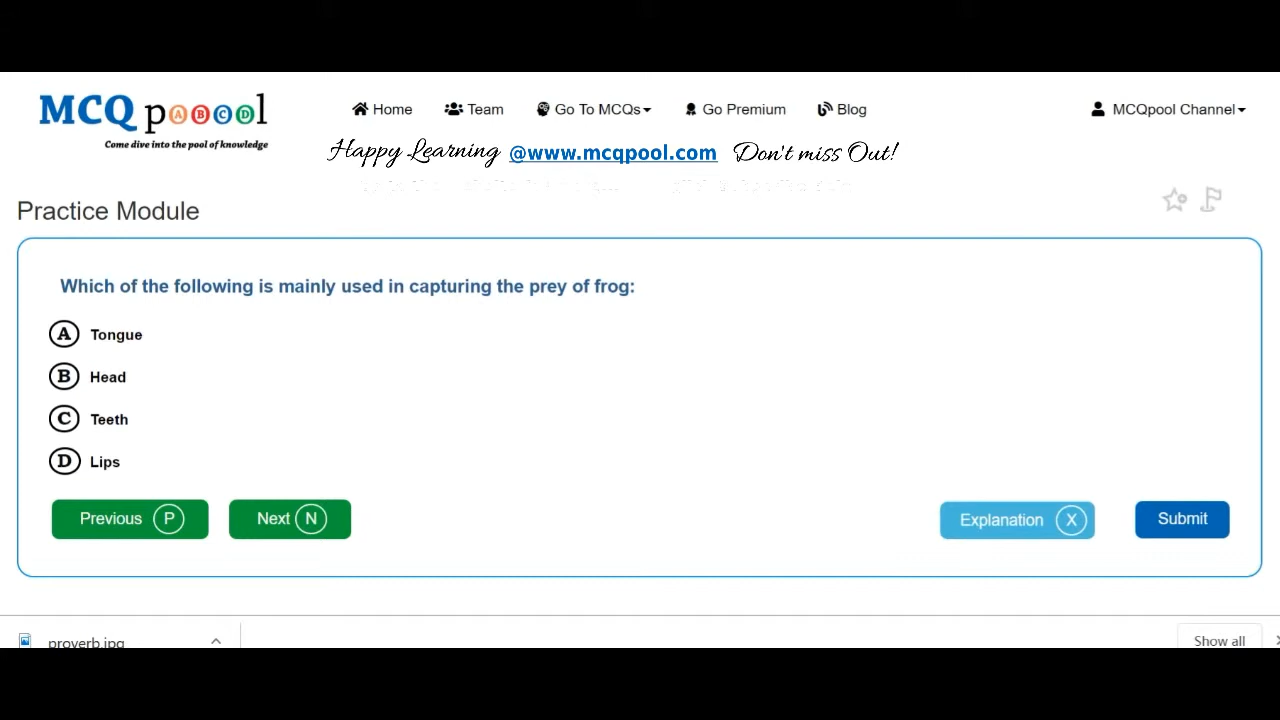 MCQ pABCDl
Come dive into the pool of knowledge
Home Team Go To MCQs Go Premium Blog MCQpool Channel
Happy Learning @www.mcqpool.com Don't miss Out!
Practice Module
Which of the following is mainly used in capturing the prey of frog:
A Tongue
B Head
C Teeth
D Lips
Previous P Next N Explanation X Submit
proverb.jpg Show all